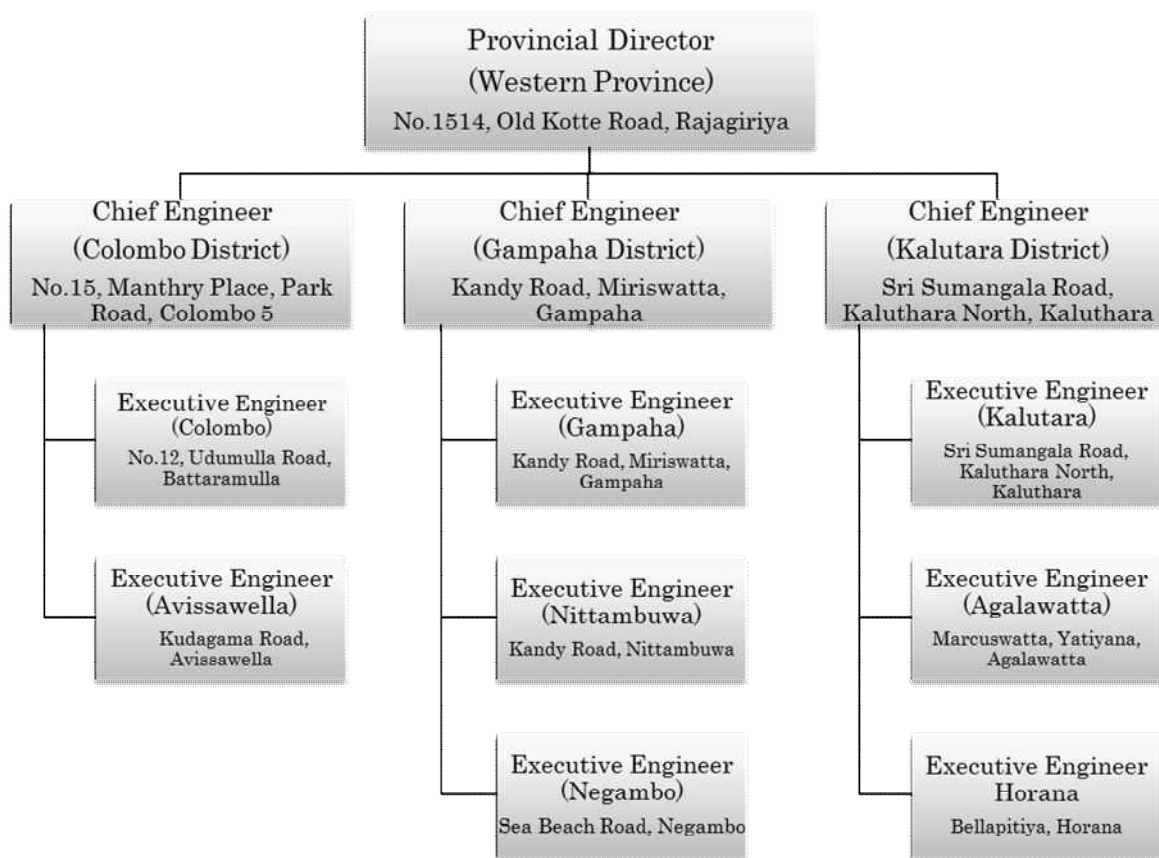 Provincial Director
(Western Province)
No.1514, Old Kotte Road, Rajagiriya
Chief Engineer
(Colombo District)
No.15, Manthry Place, Park
Road, Colombo 5
Executive Engineer
(Colombo)
No.12, Udumulla Road,
Battaramulla
Executive Engineer
(Avissawella)
Kudagama Road,
Avissawella
Chief Engineer
(Gampaha District)
Kandy Road, Miriswatta,
Gampaha
Executive Engineer
(Gampaha)
Kandy Road, Miriswatta,
Gampaha
Executive Engineer
(Nittambuwa)
Kandy Road, Nittambuwa
Executive Engineer
(Negambo)
Sea Beach Road, Negambo
Chief Engineer
(Kalutara District)
Sri Sumangala Road,
Kaluthara North, Kaluthara
Executive Engineer
(Kalutara)
Sri Sumangala Road,
Kaluthara North,
Kaluthara
Executive Engineer
(Agalawatta)
Marcuswatta, Yatiyana,
Agalawatta
Executive Engineer
Horana
Bellapitiya, Horana